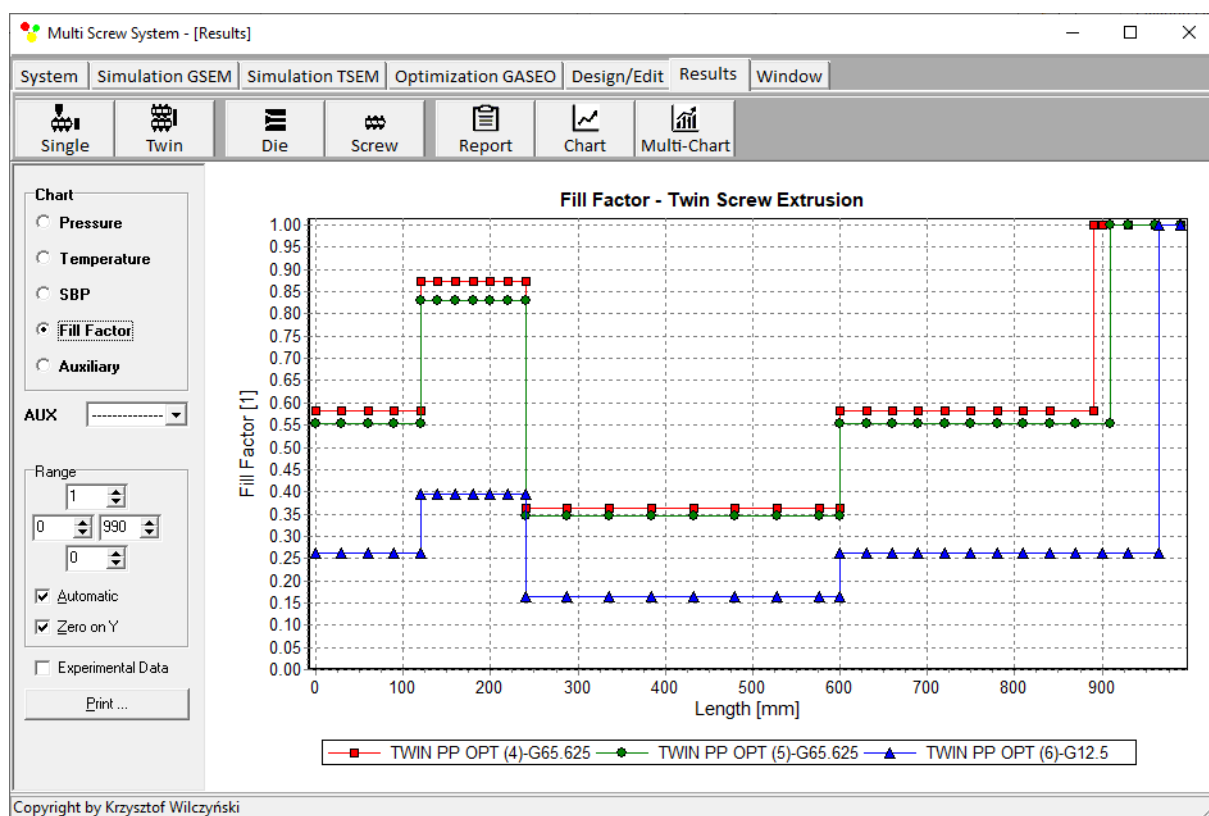 Multi Screw System - [Results]
System Simulation GSEM Simulation TSEM Optimization GASEO Design/Edit Results Window
Single Twin Die Screw Report Chart Multi-Chart
Chart
Pressure
Temperature
SBP
Fill Factor
Auxiliary
AUX --------------
Range
1
0 990
0
Automatic
Zero on Y
Experimental Data
Print ...
Fill Factor - Twin Screw Extrusion
Fill Factor [1]
1.00
0.95
0.90
0.85
0.80
0.75
0.70
0.65
0.60
0.55
0.50
0.45
0.40
0.35
0.30
0.25
0.20
0.15
0.10
0.05
0.00
0 100 200 300 400 500 600 700 800 900
Length [mm]
TWIN PP OPT (4)-G65.625 TWIN PP OPT (5)-G65.625 TWIN PP OPT (6)-G12.5
Copyright by Krzysztof Wilczyński